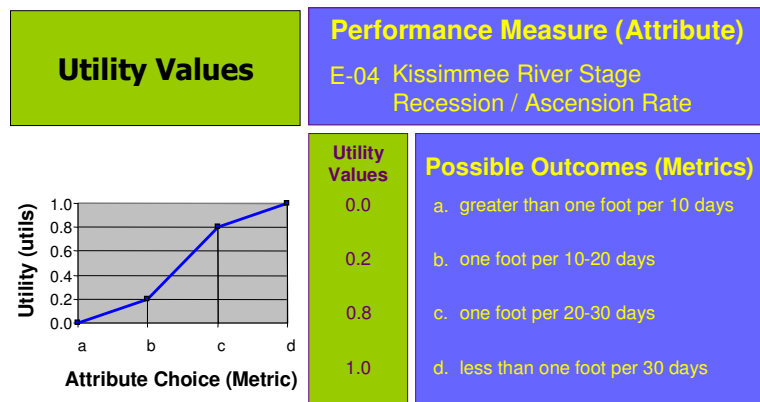 Utility Values
Performance Measure (Attribute)
E-04 Kissimmee River Stage
Recession / Ascension Rate
Utility
Values
Possible Outcomes (Metrics)
0.0 a. greater than one foot per 10 days
0.2 b. one foot per 10-20 days
0.8 c. one foot per 20-30 days
1.0 d. less than one foot per 30 days
Utility (utils)
1.0
0.8
0.6
0.4
0.2
0.0
a b c d
Attribute Choice (Metric)